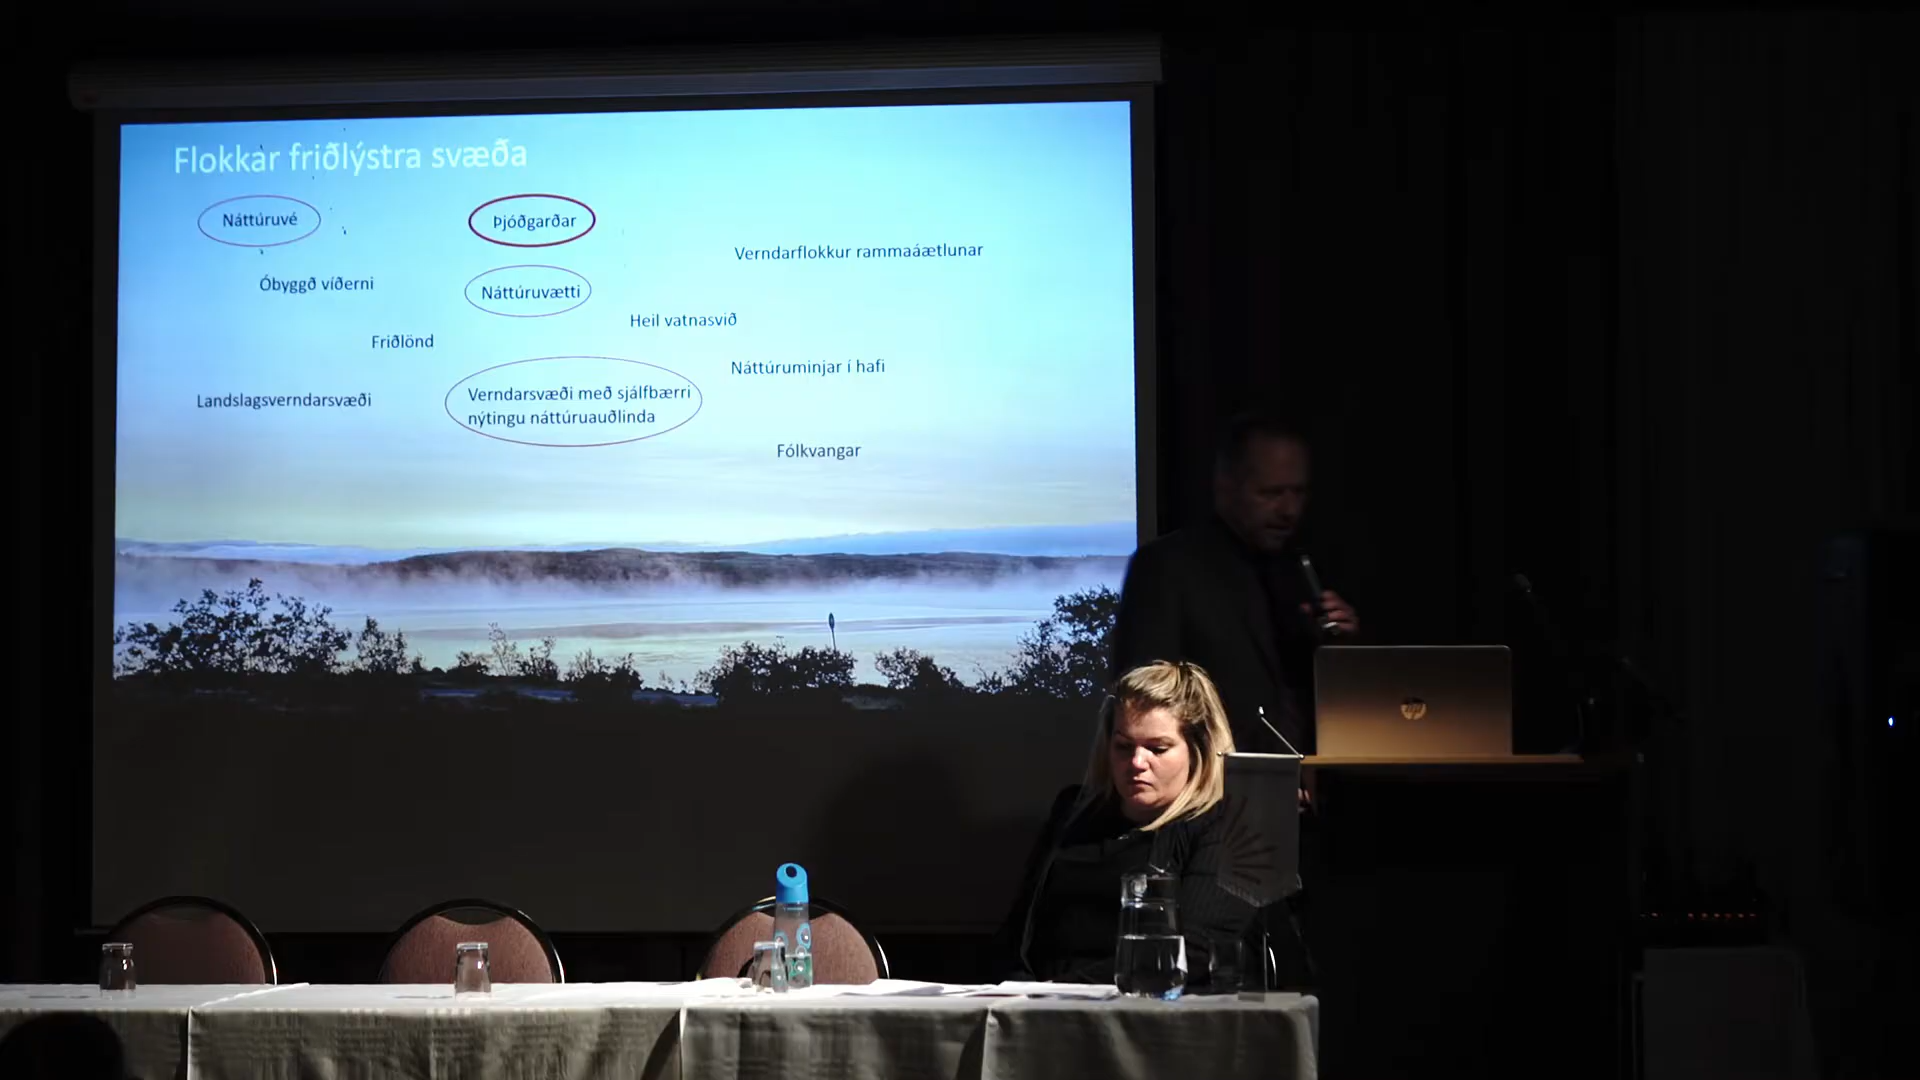 Flokkar friðlýstra svæða
Náttúruvé
Þjóðgarðar
Verndarflokkur rammaáætlunar
Óbyggð víðerni
Náttúruvætti
Heil vatnasvið
Friðlönd
Náttúruminjar í hafi
Landslagsverndarsvæði
Verndarsvæði með sjálfbærri
nýtingu náttúruauðlinda
Fólkvangar
hp